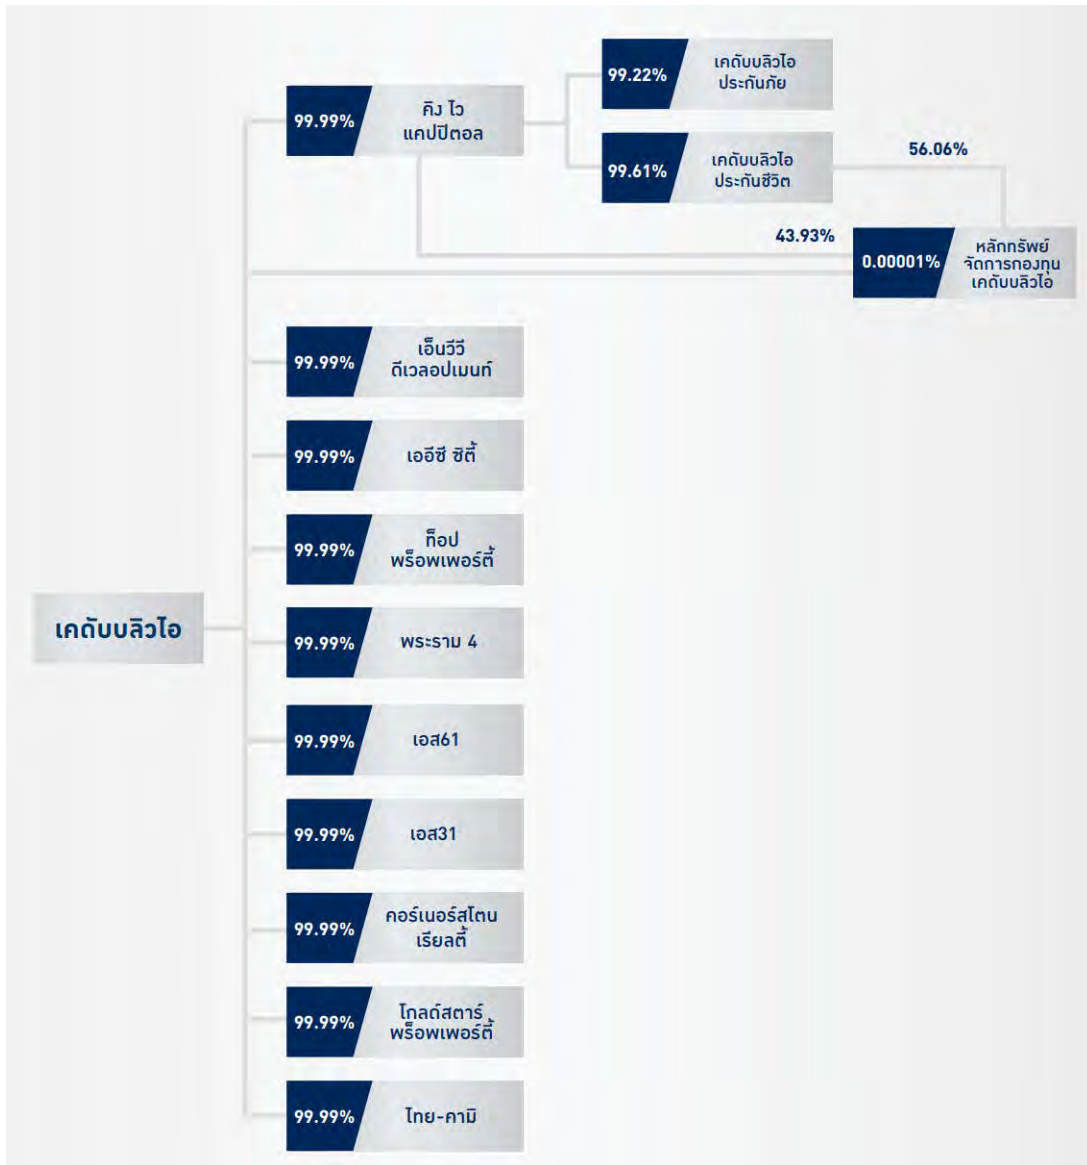 99.22%
เคดับบลิวไอ
ประกันภัย
99.99%
คิง ไว
แคปปิตอล
99.61%
เคดับบลิวไอ
ประกันชีวิต
56.06%
43.93%
0.00001%
หลักทรัพย์
จัดการกองทุน
เคดับบลิวไอ
99.99%
เอ็นวีวี
ดีเวลอปเมนท์
99.99%
เออีซี ซิตี้
99.99%
ท็อป
พร็อพเพอร์ตี้
เคดับบลิวไอ
99.99%
พระราม 4
99.99%
เอส61
99.99%
เอส31
99.99%
คอร์เนอร์สโตน
เรียลตี้
99.99%
โกลด์สตาร์
พร็อพเพอร์ตี้
99.99%
ไทย-คามิ